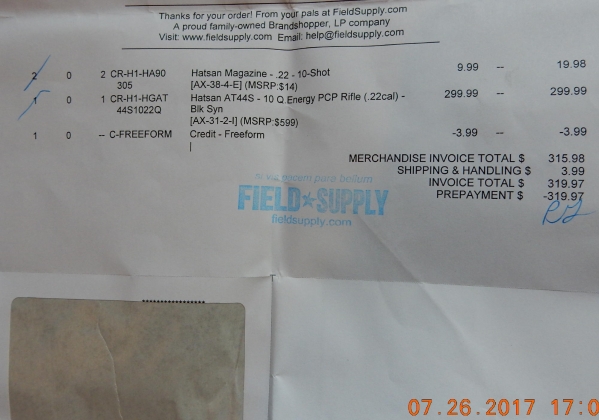 Thanks for your order! From your pals at FieldSupply.com
A proud family-owned Brandshopper, LP company
Visit: www.fieldsupply.com Email: help@fieldsupply.com
2 0 2 CR-H1-HA90 Hatsan Magazine - .22 - 10-Shot 9.99 -- 19.98
305 [AX-38-4-E] (MSRP:$14)
1 0 1 CR-H1-HGAT Hatsan AT44S - 10 Q Energy PCP Rifle (.22cal) - 299.99 -- 299.99
44S1022Q Blk Syn
[AX-31-2-I] (MSRP:$599)
1 0 -- C-FREEFORM Credit - Freeform -3.99 -- -3.99
MERCHANDISE INVOICE TOTAL $ 315.98
SHIPPING & HANDLING $ 3.99
INVOICE TOTAL $ 319.97
PREPAYMENT $ -319.97
si vis pacem para bellum
FIELD★SUPPLY
fieldsupply.com
07.26.2017 17:0